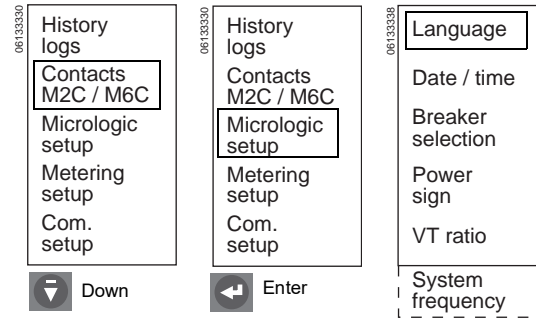 06133330
History
logs
Contacts
M2C / M6C
Micrologic
setup
Metering
setup
Com.
setup
Down
06133330
History
logs
Contacts
M2C / M6C
Micrologic
setup
Metering
setup
Com.
setup
Enter
06133338
Language
Date / time
Breaker
selection
Power
sign
VT ratio
System
frequency